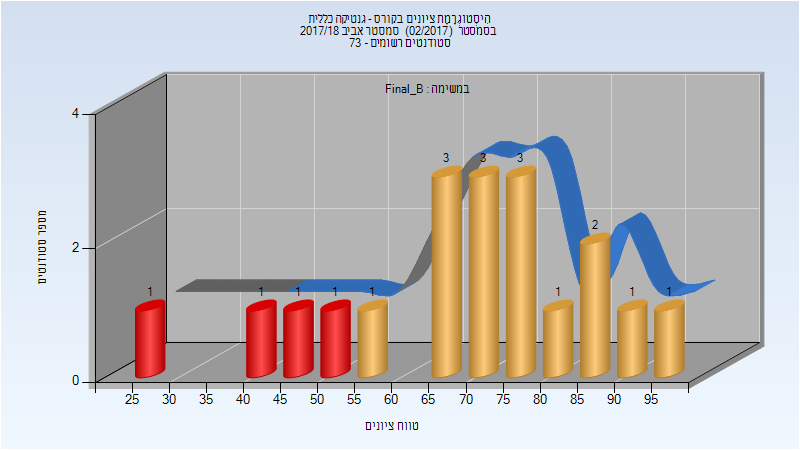 היסטוגרמת ציונים בקורס - גנטיקה כללית
בסמסטר (02/2017) סמסטר אביב 2017/18
סטודנטים רשומים - 73
במשימה : Final_B
מספר סטודנטים
4
2
0
1
1
1
1
1
3
3
3
1
2
1
1
25 30 35 40 45 50 55 60 65 70 75 80 85 90 95
טווח ציונים